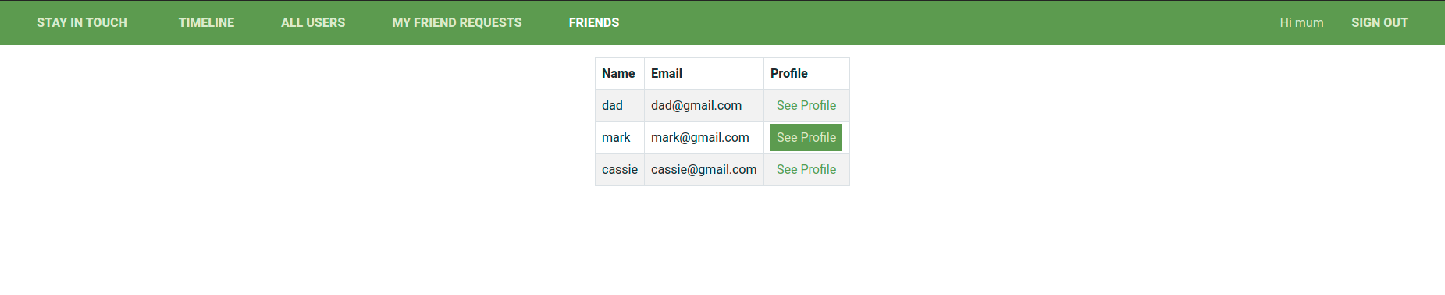 STAY IN TOUCH TIMELINE ALL USERS MY FRIEND REQUESTS FRIENDS Hi mum SIGN OUT
Name Email Profile
dad dad@gmail.com See Profile
mark mark@gmail.com See Profile
cassie cassie@gmail.com See Profile